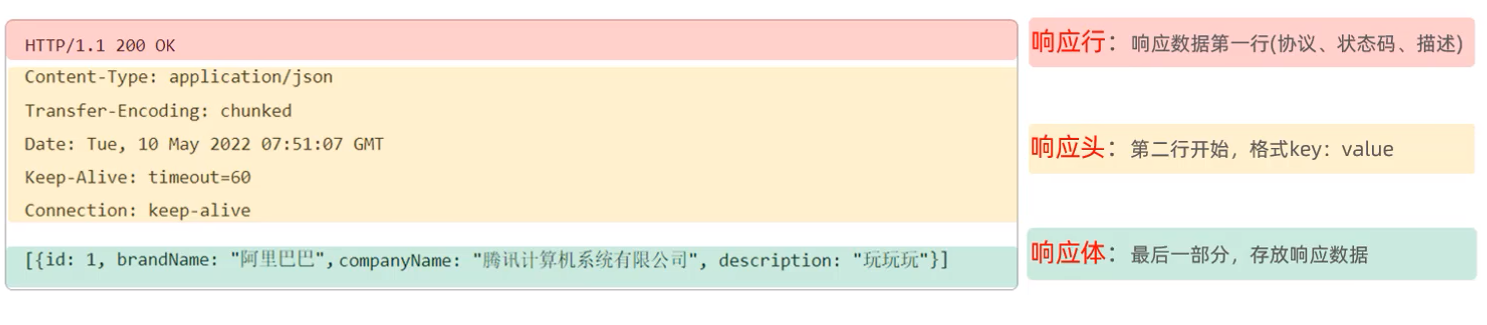 HTTP/1.1 200 OK
响应行：响应数据第一行(协议、状态码、描述)
Content-Type: application/json
Transfer-Encoding: chunked
Date: Tue, 10 May 2022 07:51:07 GMT
Keep-Alive: timeout=60
Connection: keep-alive
响应头：第二行开始，格式key：value
[{id: 1, brandName: "阿里巴巴",companyName: "腾讯计算机系统有限公司", description: "玩玩玩"}]
响应体：最后一部分，存放响应数据